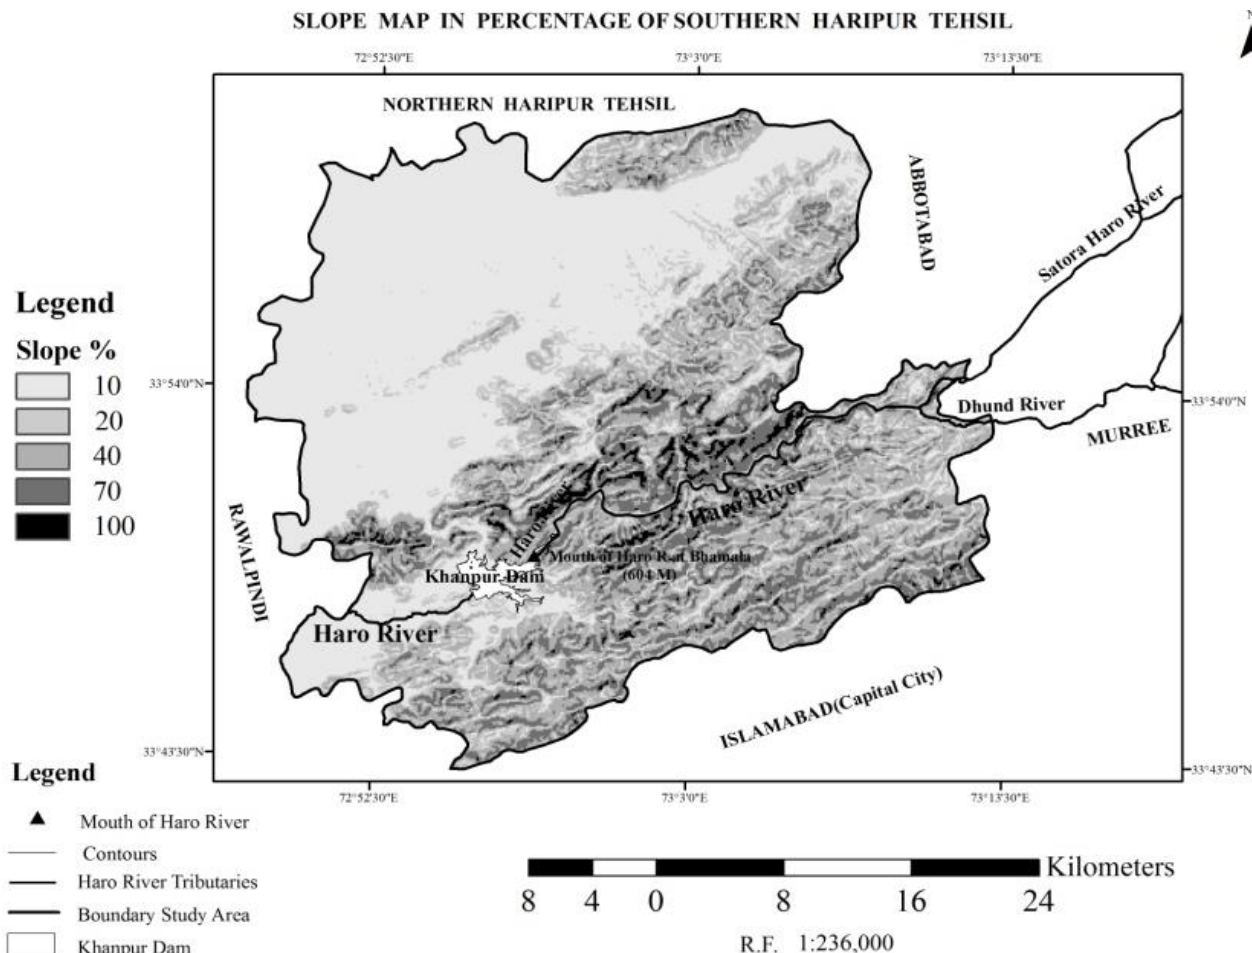 SLOPE MAP IN PERCENTAGE OF SOUTHERN HARIPUR TEHSIL
N
72°52'30"E
73°3'0"E
73°13'30"E
NORTHERN HARIPUR TEHSIL
ABBOTABAD
Satora Haro River
Legend
Slope %
10
20
40
70
100
33°54'0"N
33°54'0"N
Dhund River
MURREE
Haro River
Haro River
RAWALPINDI
Mouth of Haro R.at Bhamala
(604 M)
Khanpur Dam
Haro River
ISLAMABAD(Capital City)
33°43'30"N
33°43'30"N
72°52'30"E
73°3'0"E
73°13'30"E
Legend
Mouth of Haro River
Contours
Haro River Tributaries
Boundary Study Area
Khanpur Dam
Kilometers
8 4 0 8 16 24
R.F. 1:236,000